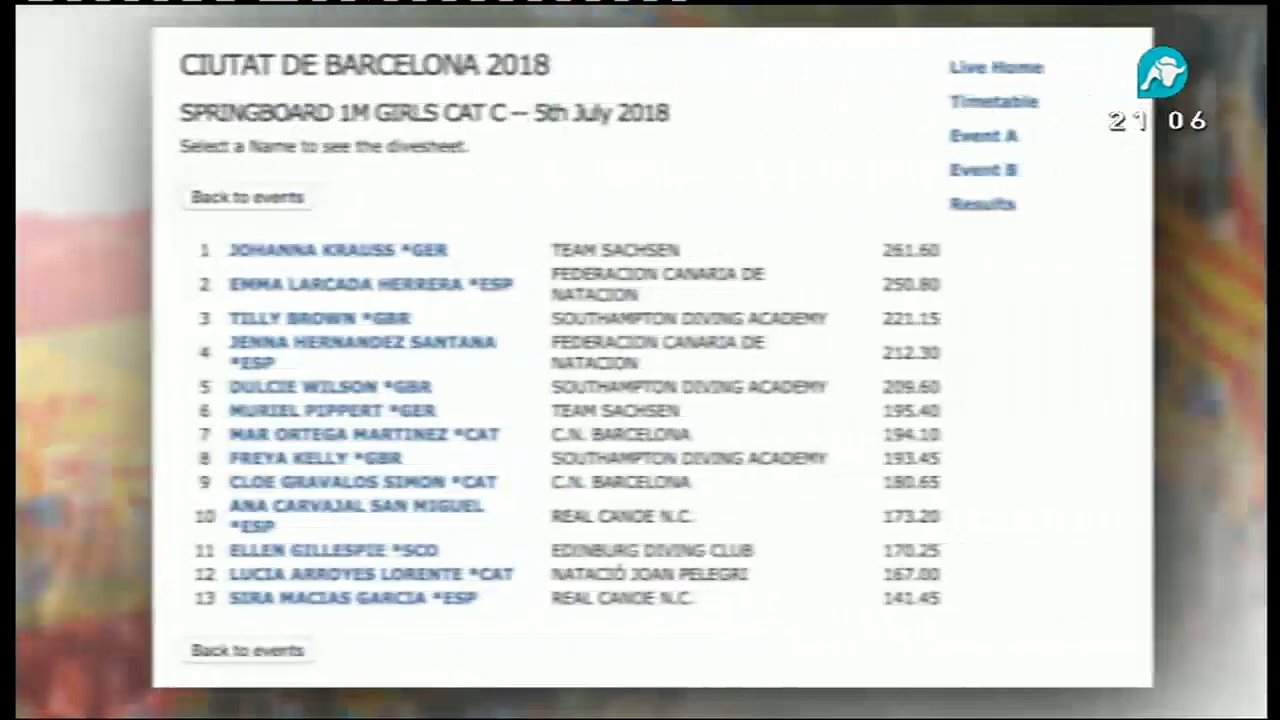 CIUTAT DE BARCELONA 2018
SPRINGBOARD 1M GIRLS CAT C -- 5th July 2018
Select a Name to see the divesheet.
Back to events
Live Home
Timetable
Event A
Event B
Results
21 06
1 JOHANNA KRAUSS *GER TEAM SACHSEN 261.60
2 EMMA LARCADA HERRERA *ESP FEDERACION CANARIA DE
NATACION 250.80
3 TILLY BROWN *GBR SOUTHAMPTON DIVING ACADEMY 221.15
4 JENNA HERNANDEZ SANTANA
*ESP FEDERACION CANARIA DE
NATACION 212.30
5 DULCIE WILSON *GBR SOUTHAMPTON DIVING ACADEMY 209.60
6 MURIEL PIPPERT *GER TEAM SACHSEN 195.40
7 MAR ORTEGA MARTINEZ *CAT C.N. BARCELONA 194.10
8 FREYA KELLY *GBR SOUTHAMPTON DIVING ACADEMY 193.45
9 CLOE GRAVALOS SIMON *CAT C.N. BARCELONA 180.65
10 ANA CARVAJAL SAN MIGUEL
*ESP REAL CANOE N.C. 173.20
11 ELLEN GILLESPIE *SCO EDINBURG DIVING CLUB 170.25
12 LUCIA ARROYES LORENTE *CAT NATACIÓ JOAN PELEGRI 167.00
13 SIRA MACIAS GARCIA *ESP REAL CANOE N.C. 141.45
Back to events